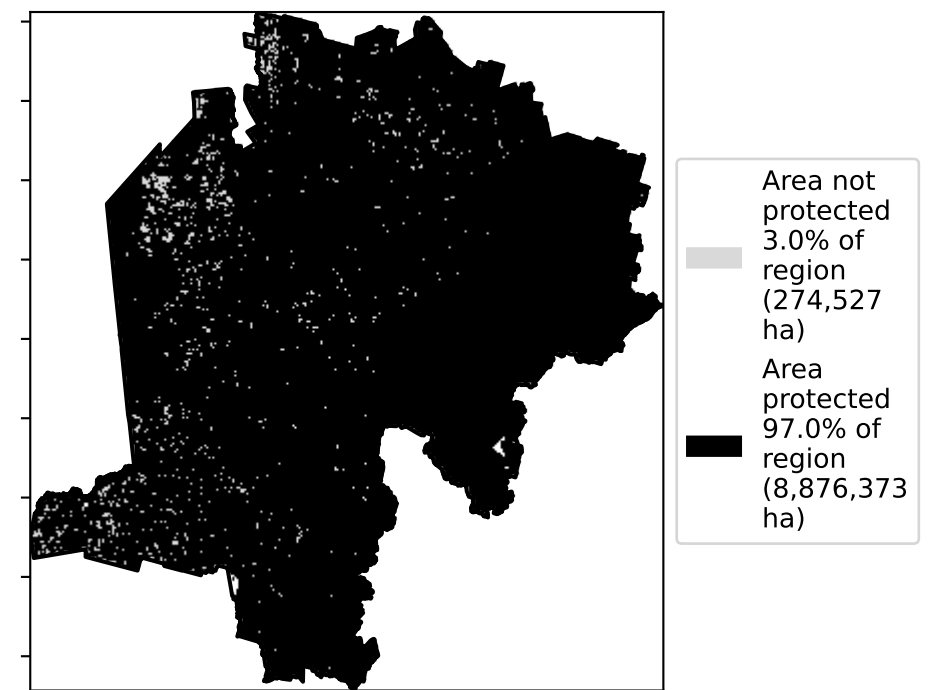 Area not
protected
3.0% of
region
(274,527
ha)
Area
protected
97.0% of
region
(8,876,373
ha)